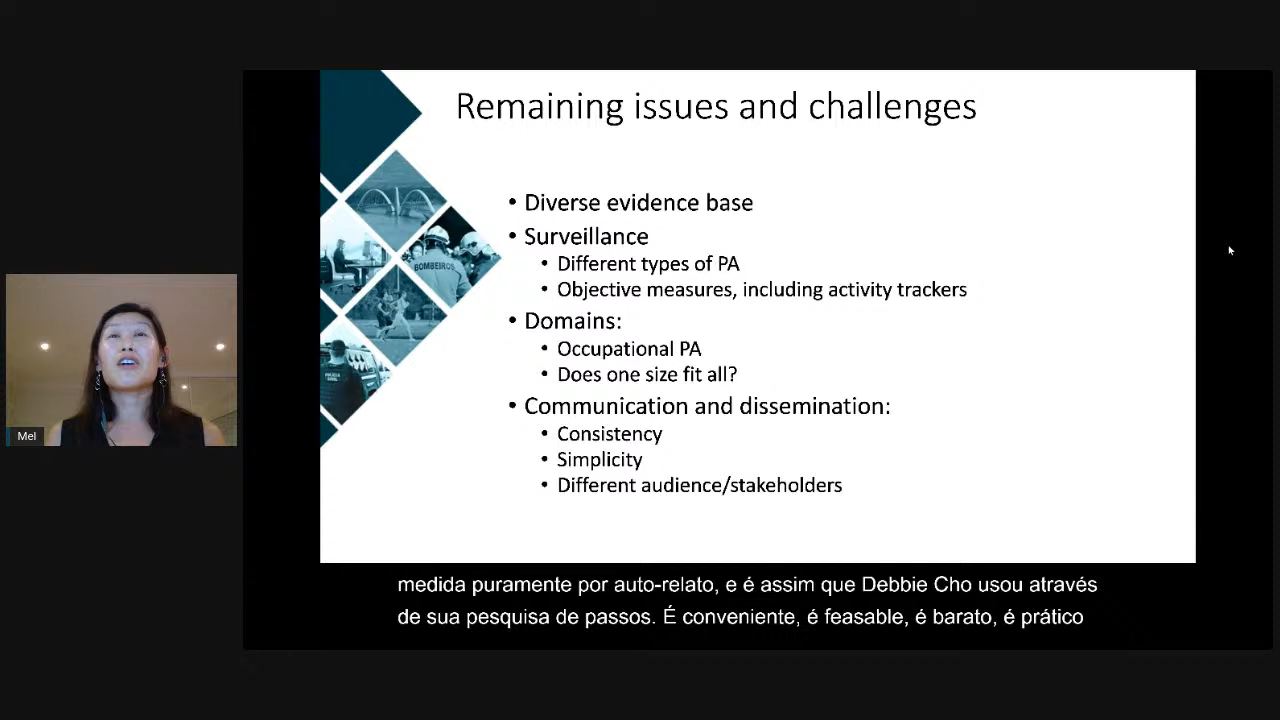 Remaining issues and challenges
• Diverse evidence base
• Surveillance
• Different types of PA
• Objective measures, including activity trackers
• Domains:
• Occupational PA
• Does one size fit all?
• Communication and dissemination:
• Consistency
• Simplicity
• Different audience/stakeholders
BOMBEIROS
Mel
medida puramente por auto-relato, e é assim que Debbie Cho usou através
de sua pesquisa de passos. É conveniente, é feasable, é barato, é prático